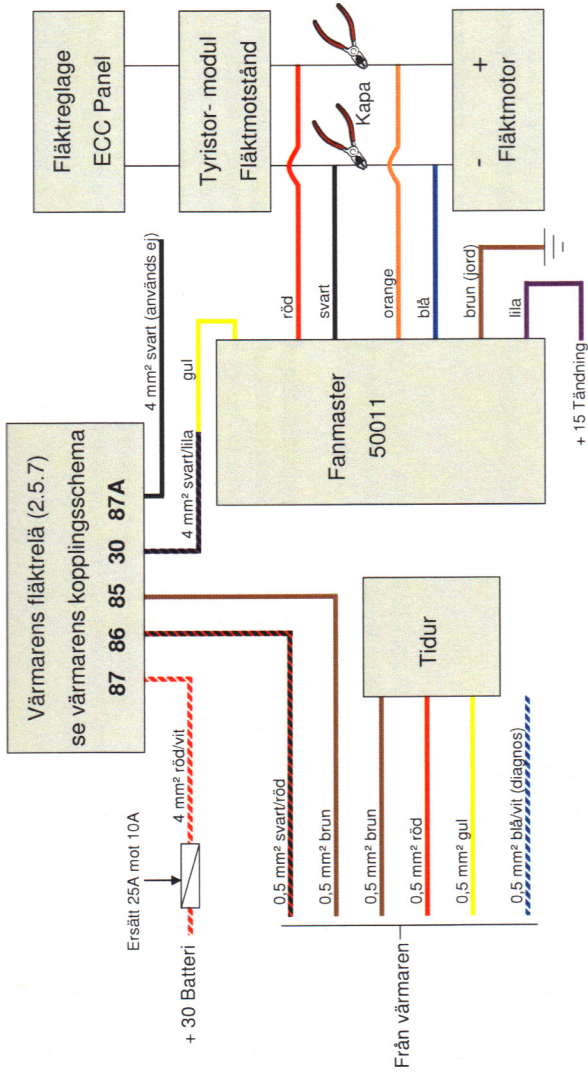 Värmarens fläktrelä (2.5.7)
se värmarens kopplingsschema
87 86 85 30 87A
Fläktreglage
ECC Panel
Tyristor- modul
Fläktmotstånd
Kapa
- +
Fläktmotor
4 mm² svart (används ej)
gul
4 mm² svart/lila
röd
svart
orange
blå
brun (jord)
lila
+ 15 Tändning
Fanmaster
50011
Tidur
Ersätt 25A mot 10A
4 mm² röd/vit
+ 30 Batteri
0,5 mm² svart/röd
0,5 mm² brun
0,5 mm² brun
0,5 mm² röd
0,5 mm² gul
0,5 mm² blå/vit (diagnos)
Från värmaren